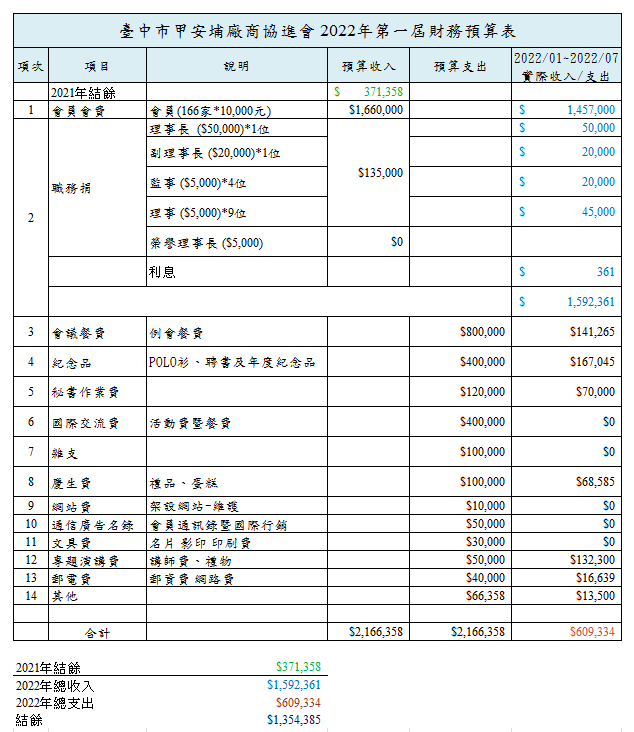 臺中市甲安埔廠商協進會 2022年第一屆財務預算表
項次 項目 說明 預算收入 預算支出 2022/01~2022/07 實際收入/支出
2021年結餘 $ 371,358
1 會員會費 會員(166家*10,000元) $1,660,000 $ 1,457,000
2 職務捐 理事長 ($50,000)*1位 $135,000 $ 50,000
副理事長 ($20,000)*1位 $ 20,000
監事 ($5,000)*4位 $ 20,000
理事 ($5,000)*9位 $ 45,000
榮譽理事長 ($5,000) $0
利息 $ 361
$ 1,592,361
3 會議餐費 例會餐費 $800,000 $141,265
4 紀念品 POLO衫、聘書及年度紀念品 $400,000 $167,045
5 秘書作業費 $120,000 $70,000
6 國際交流費 活動費暨餐費 $400,000 $0
7 雜支 $100,000 $0
8 慶生費 禮品、蛋糕 $100,000 $68,585
9 網站費 架設網站-維護 $10,000 $0
10 通信廣告名錄 會員通訊錄暨國際行銷 $50,000 $0
11 文具費 名片 影印 印刷費 $30,000 $0
12 專題演講費 講師費、禮物 $50,000 $132,300
13 郵電費 郵資費 網路費 $40,000 $16,639
14 其他 $66,358 $13,500
合計 $2,166,358 $2,166,358 $609,334
2021年結餘 $371,358
2022年總收入 $1,592,361
2022年總支出 $609,334
結餘 $1,354,385